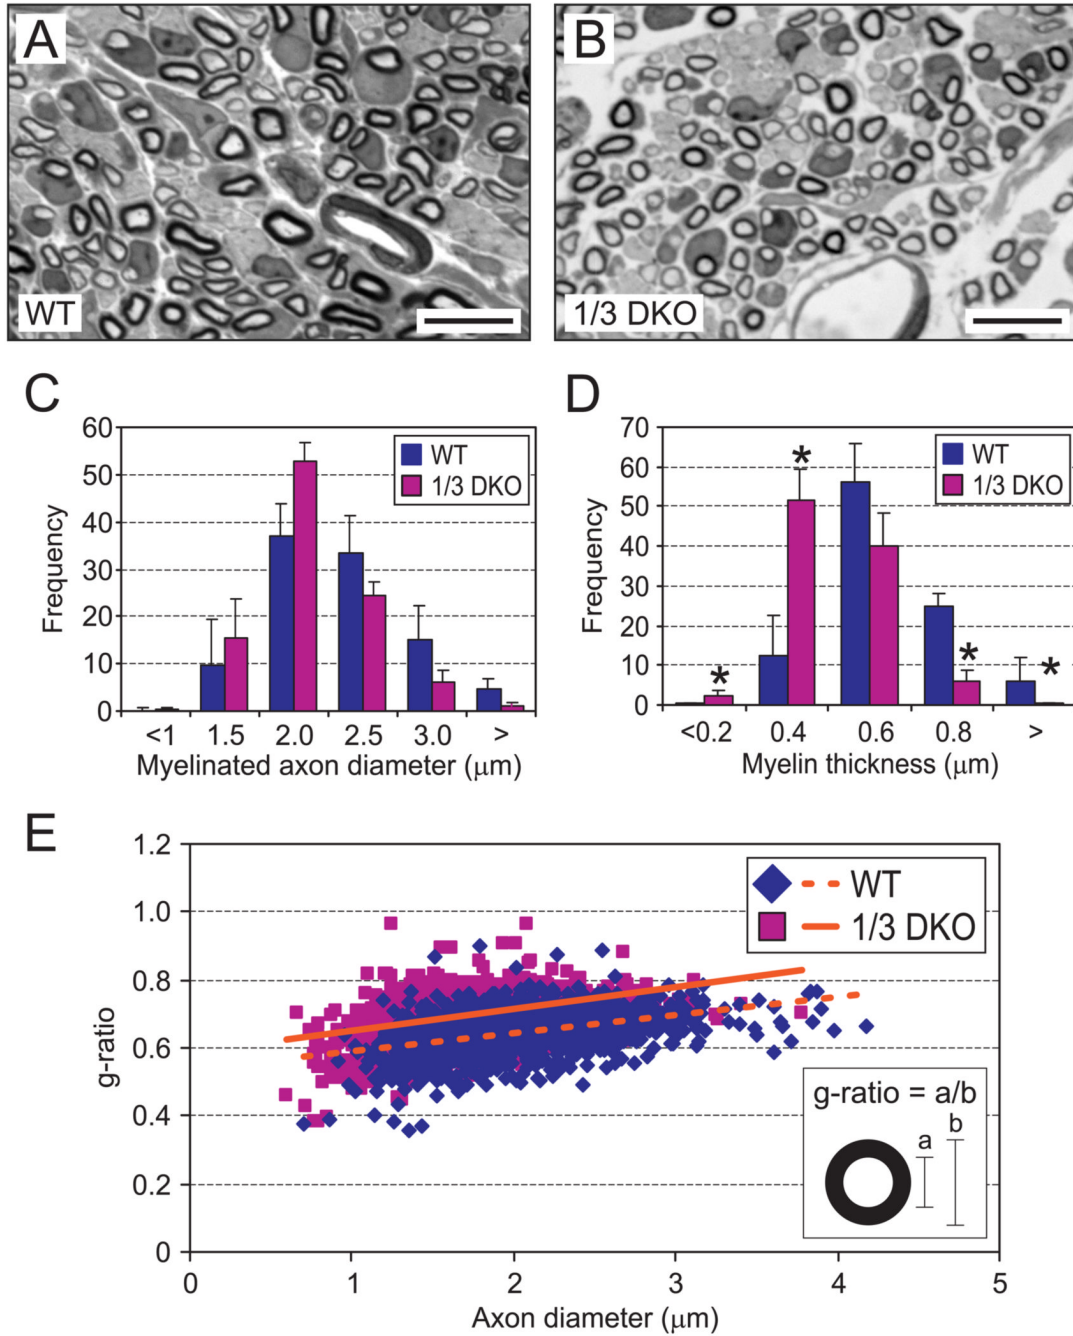 A
WT
B
1/3 DKO
C
60
50
40
30
20
10
0
Frequency
WT
1/3 DKO
<1 1.5 2.0 2.5 3.0 >
Myelinated axon diameter (μm)
D
70
60
50
40
30
20
10
0
Frequency
WT
1/3 DKO
* * * *
<0.2 0.4 0.6 0.8 >
Myelin thickness (μm)
E
1.2
1.0
0.8
0.6
0.4
0.2
0
g-ratio
WT
1/3 DKO
g-ratio = a/b
a b
0 1 2 3 4 5
Axon diameter (μm)